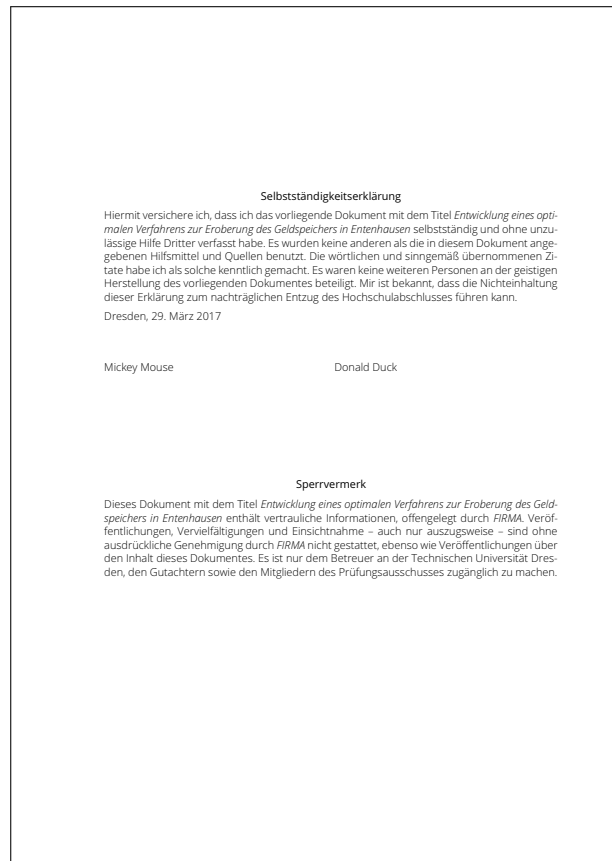 Selbstständigkeitserklärung
Hiermit versichere ich, dass ich das vorliegende Dokument mit dem Titel Entwicklung eines opti-
malen Verfahrens zur Eroberung des Geldspeichers in Entenhausen selbstständig und ohne unzu-
lässige Hilfe Dritter verfasst habe. Es wurden keine anderen als die in diesem Dokument ange-
gebenen Hilfsmittel und Quellen benutzt. Die wörtlichen und sinngemäß übernommenen Zi-
tate habe ich als solche kenntlich gemacht. Es waren keine weiteren Personen an der geistigen
Herstellung des vorliegenden Dokumentes beteiligt. Mir ist bekannt, dass die Nichteinhaltung
dieser Erklärung zum nachträglichen Entzug des Hochschulabschlusses führen kann.
Dresden, 29. März 2017
Mickey Mouse Donald Duck
Sperrvermerk
Dieses Dokument mit dem Titel Entwicklung eines optimalen Verfahrens zur Eroberung des Geld-
speichers in Entenhausen enthält vertrauliche Informationen, offengelegt durch FIRMA. Veröf-
fentlichungen, Vervielfältigungen und Einsichtnahme – auch nur auszugsweise – sind ohne
ausdrückliche Genehmigung durch FIRMA nicht gestattet, ebenso wie Veröffentlichungen über
den Inhalt dieses Dokumentes. Es ist nur dem Betreuer an der Technischen Universität Dres-
den, den Gutachtern sowie den Mitgliedern des Prüfungsausschusses zugänglich zu machen.